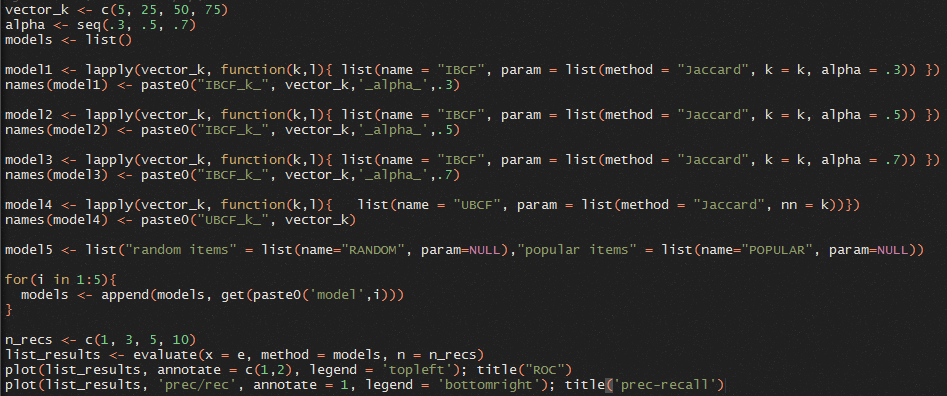 vector_k <- c(5, 25, 50, 75)
alpha <- seq(.3, .5, .7)
models <- list()
model1 <- lapply(vector_k, function(k,l){ list(name = "IBCF", param = list(method = "Jaccard", k = k, alpha = .3)) })
names(model1) <- paste0("IBCF_k_", vector_k,'_alpha_',.3)
model2 <- lapply(vector_k, function(k,l){ list(name = "IBCF", param = list(method = "Jaccard", k = k, alpha = .5)) })
names(model2) <- paste0("IBCF_k_", vector_k,'_alpha_',.5)
model3 <- lapply(vector_k, function(k,l){ list(name = "IBCF", param = list(method = "Jaccard", k = k, alpha = .7)) })
names(model3) <- paste0("IBCF_k_", vector_k,'_alpha_',.7)
model4 <- lapply(vector_k, function(k,l){   list(name = "UBCF", param = list(method = "Jaccard", nn = k))})
names(model4) <- paste0("UBCF_k_", vector_k)
model5 <- list("random items" = list(name="RANDOM", param=NULL),"popular items" = list(name="POPULAR", param=NULL))
for(i in 1:5){
  models <- append(models, get(paste0('model',i)))
}
n_recs <- c(1, 3, 5, 10)
list_results <- evaluate(x = e, method = models, n = n_recs)
plot(list_results, annotate = c(1,2), legend = 'topleft'); title("ROC")
plot(list_results, 'prec/rec', annotate = 1, legend = 'bottomright'); title('prec-recall')